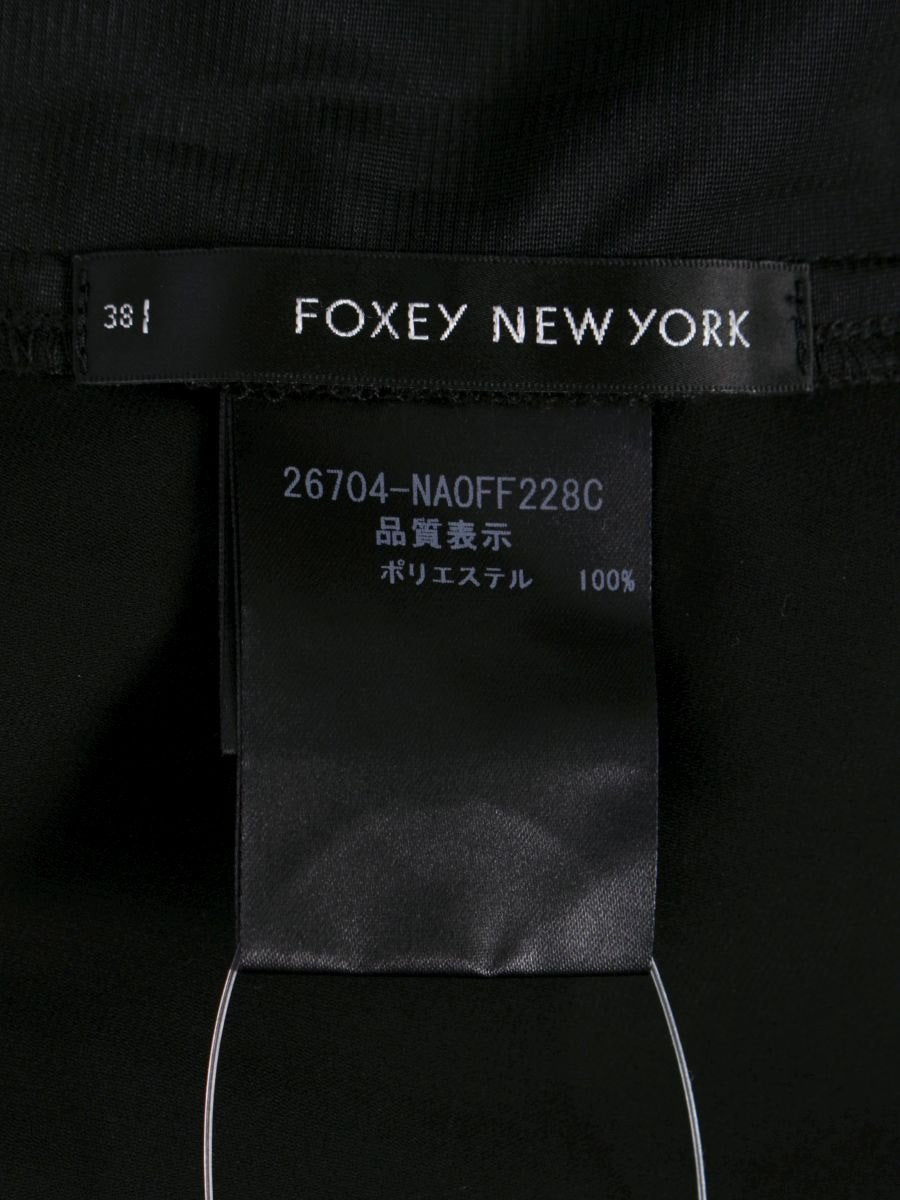 38
FOXEY NEW YORK
26704-NAOFF228C
品質表示
ポリエステル 100%